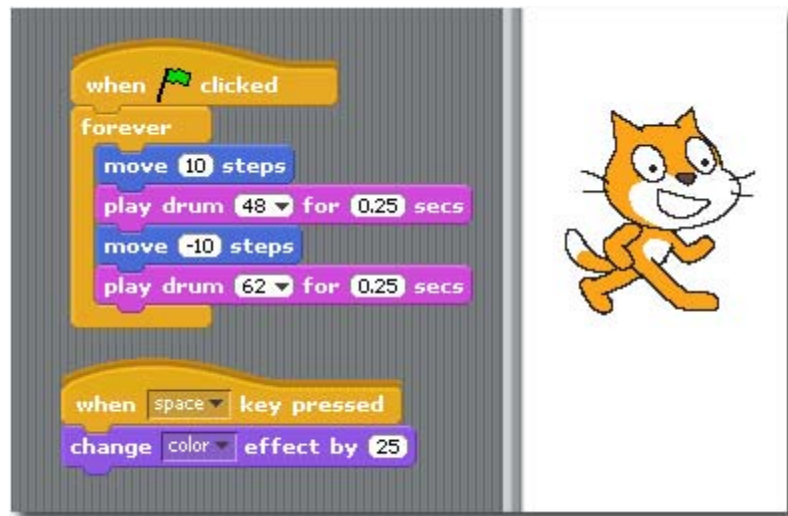 when clicked
forever
move 10 steps
play drum 48 for 0.25 secs
move -10 steps
play drum 62 for 0.25 secs
when space key pressed
change color effect by 25